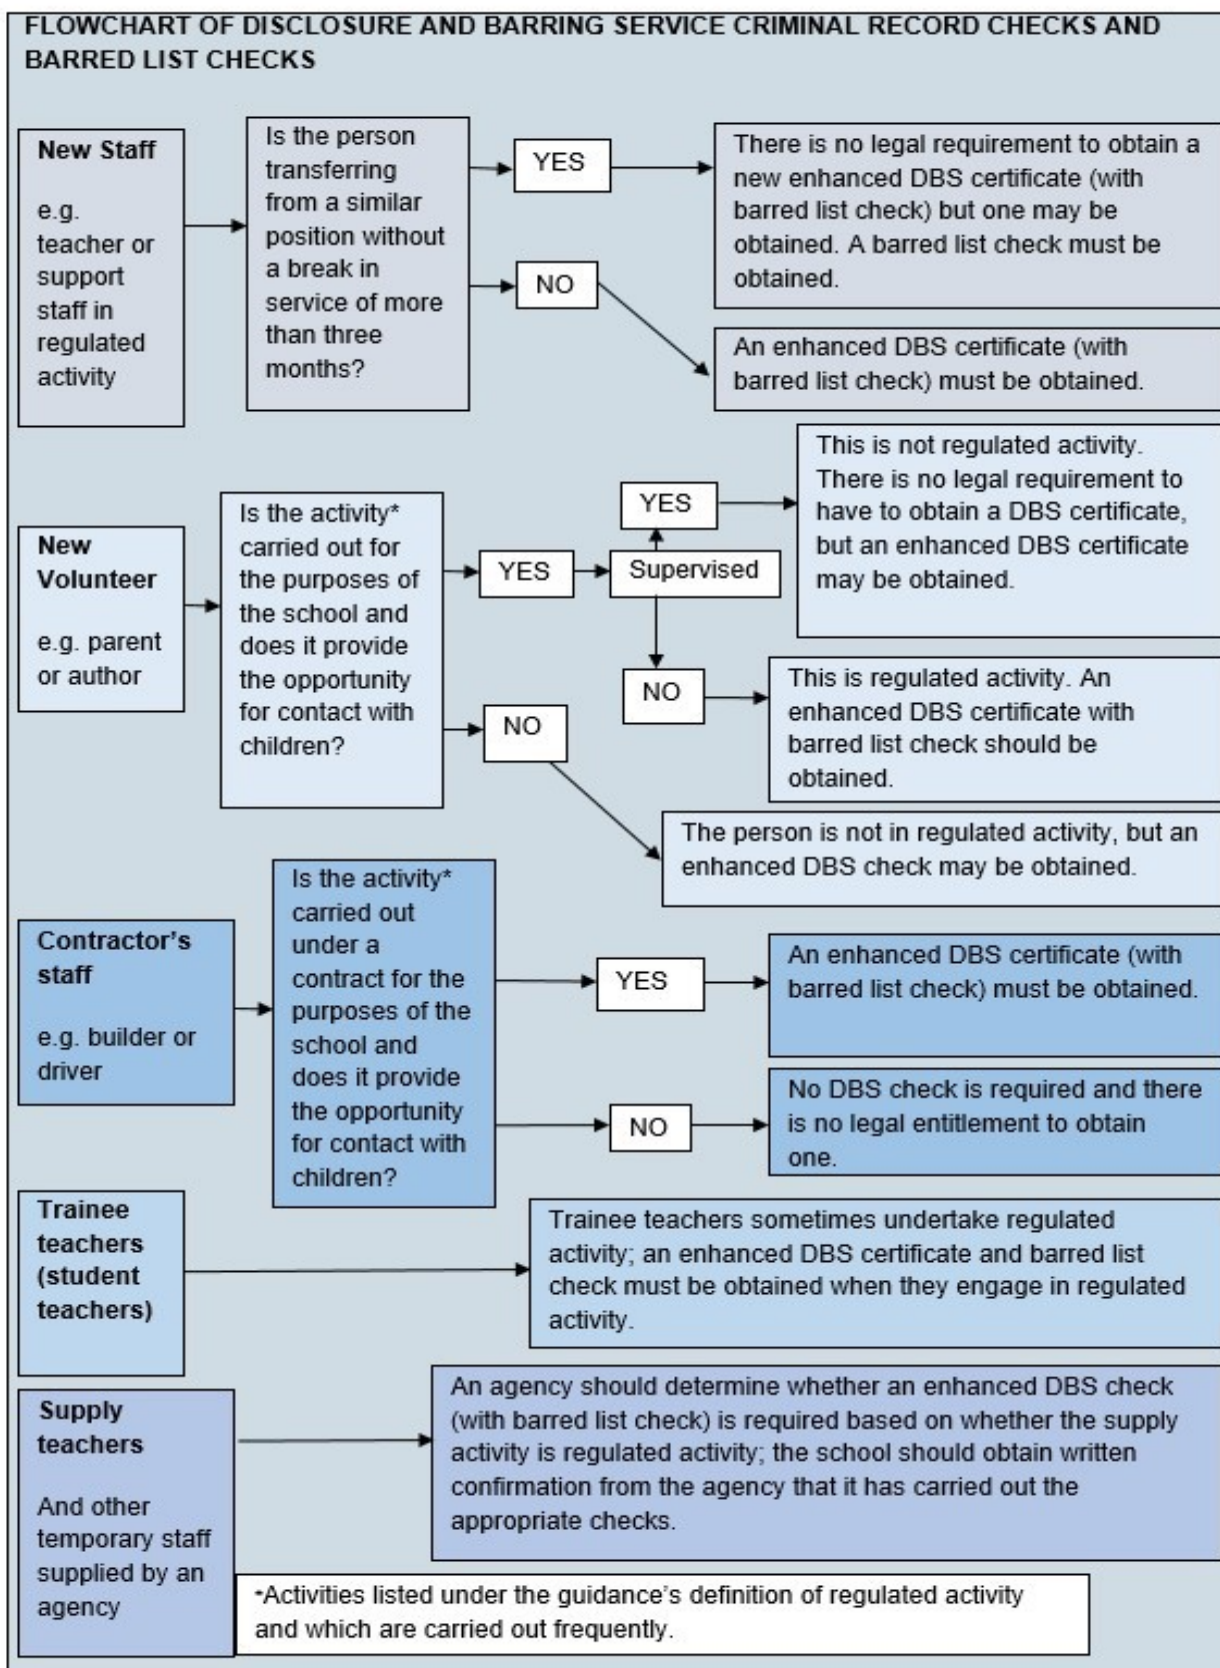 FLOWCHART OF DISCLOSURE AND BARRING SERVICE CRIMINAL RECORD CHECKS AND
BARRED LIST CHECKS
New Staff
e.g.
teacher or
support
staff in
regulated
activity
Is the person
transferring
from a similar
position without
a break in
service of more
than three
months?
YES
There is no legal requirement to obtain a
new enhanced DBS certificate (with
barred list check) but one may be
obtained. A barred list check must be
obtained.
NO
An enhanced DBS certificate (with
barred list check) must be obtained.
New
Volunteer
e.g. parent
or author
Is the activity*
carried out for
the purposes of
the school and
does it provide
the opportunity
for contact with
children?
YES
Supervised
YES
This is not regulated activity.
There is no legal requirement to
have to obtain a DBS certificate,
but an enhanced DBS certificate
may be obtained.
NO
This is regulated activity. An
enhanced DBS certificate with
barred list check should be
obtained.
NO
The person is not in regulated activity, but an
enhanced DBS check may be obtained.
Contractor's
staff
e.g. builder or
driver
Is the activity*
carried out
under a
contract for the
purposes of the
school and
does it provide
the opportunity
for contact with
children?
YES
An enhanced DBS certificate (with
barred list check) must be obtained.
NO
No DBS check is required and there
is no legal entitlement to obtain
one.
Trainee
teachers
(student
teachers)
Trainee teachers sometimes undertake regulated
activity; an enhanced DBS certificate and barred list
check must be obtained when they engage in regulated
activity.
Supply
teachers
And other
temporary staff
supplied by an
agency
An agency should determine whether an enhanced DBS check
(with barred list check) is required based on whether the supply
activity is regulated activity; the school should obtain written
confirmation from the agency that it has carried out the
appropriate checks.
*Activities listed under the guidance's definition of regulated activity
and which are carried out frequently.